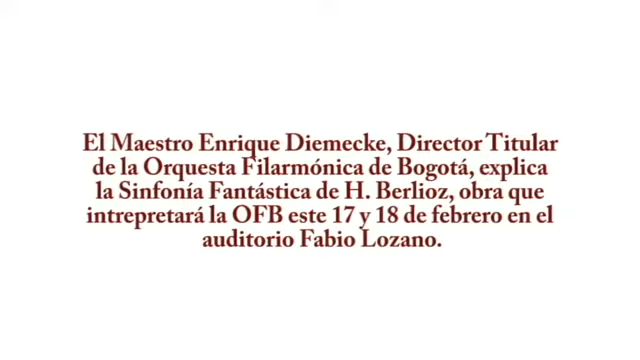 El Maestro Enrique Diemecke, Director Titular
de la Orquesta Filarmónica de Bogotá, explica
la Sinfonía Fantástica de H. Berlioz, obra que
intrepretará la OFB este 17 y 18 de febrero en el
auditorio Fabio Lozano.